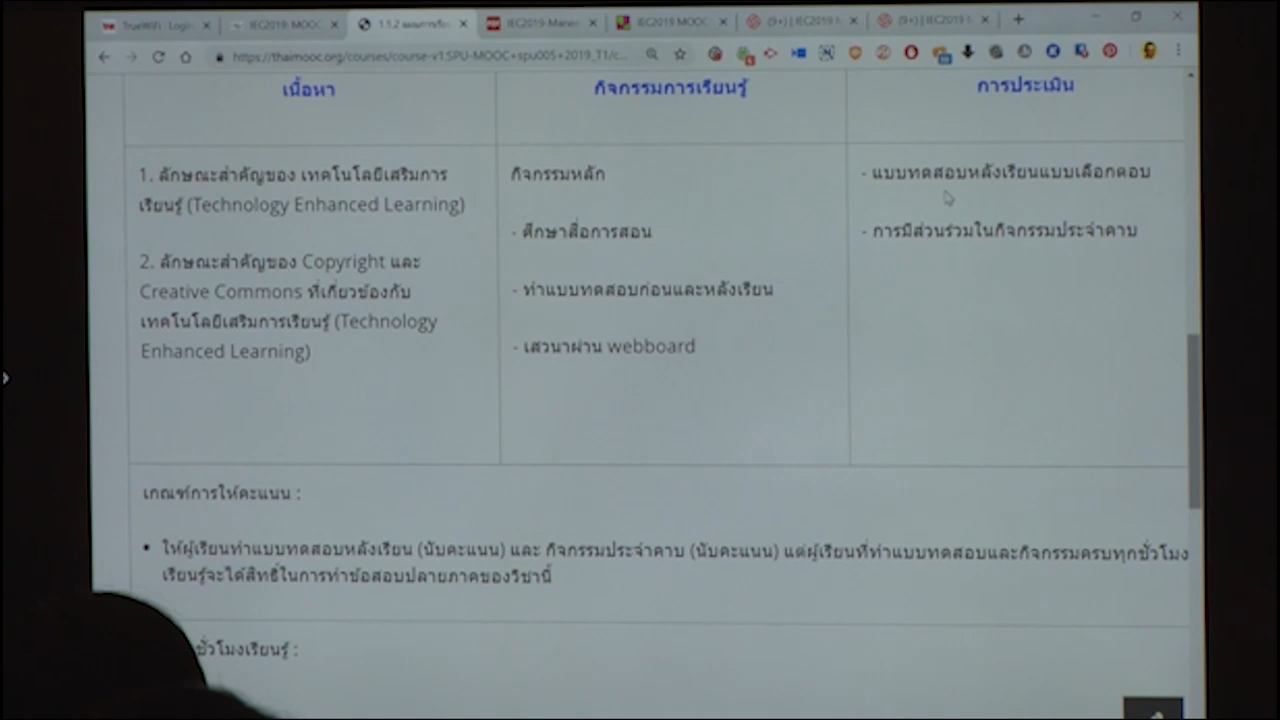 TrueWiFi : Login
IEC2019: MOOC
IEC2019 MOOC
https://thaimooc.org/courses/course-v1:SPU-MOOC+spu005+2019_T1/c...
เนื้อหา
กิจกรรมการเรียนรู้
การประเมิน
1. ลักษณะสำคัญของ เทคโนโลยีเสริมการ
เรียนรู้ (Technology Enhanced Learning)
2. ลักษณะสำคัญของ Copyright และ
Creative Commons ที่เกี่ยวข้องกับ
เทคโนโลยีเสริมการเรียนรู้ (Technology
Enhanced Learning)
กิจกรรมหลัก
- ศึกษาสื่อการสอน
- ทำแบบทดสอบก่อนและหลังเรียน
- เสวนาผ่าน webboard
- แบบทดสอบหลังเรียนแบบเลือกตอบ
- การมีส่วนร่วมในกิจกรรมประจำคาบ
เกณฑ์การให้คะแนน :
• ให้ผู้เรียนทำแบบทดสอบหลังเรียน (นับคะแนน) และ กิจกรรมประจำคาบ (นับคะแนน) แต่ผู้เรียนที่ทำแบบทดสอบและกิจกรรมครบทุกชั่วโมง
เรียนรู้จะได้สิทธิ์ในการทำข้อสอบปลายภาคของวิชานี้
ชั่วโมงเรียนรู้ :